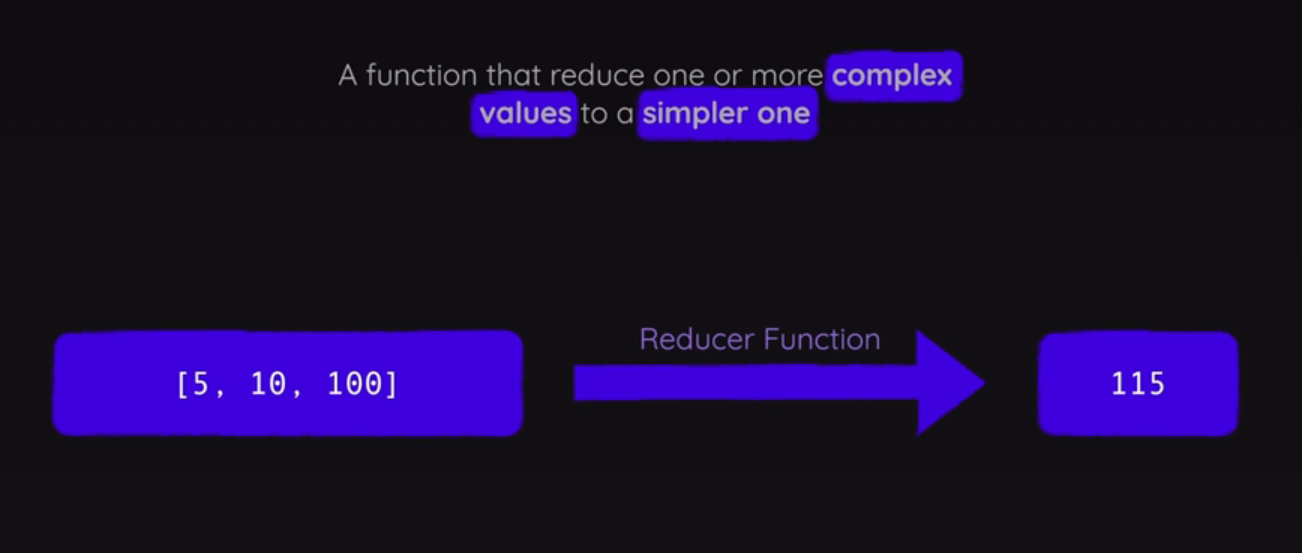 A function that reduce one or more complex
values to a simpler one
Reducer Function
[5, 10, 100]
115